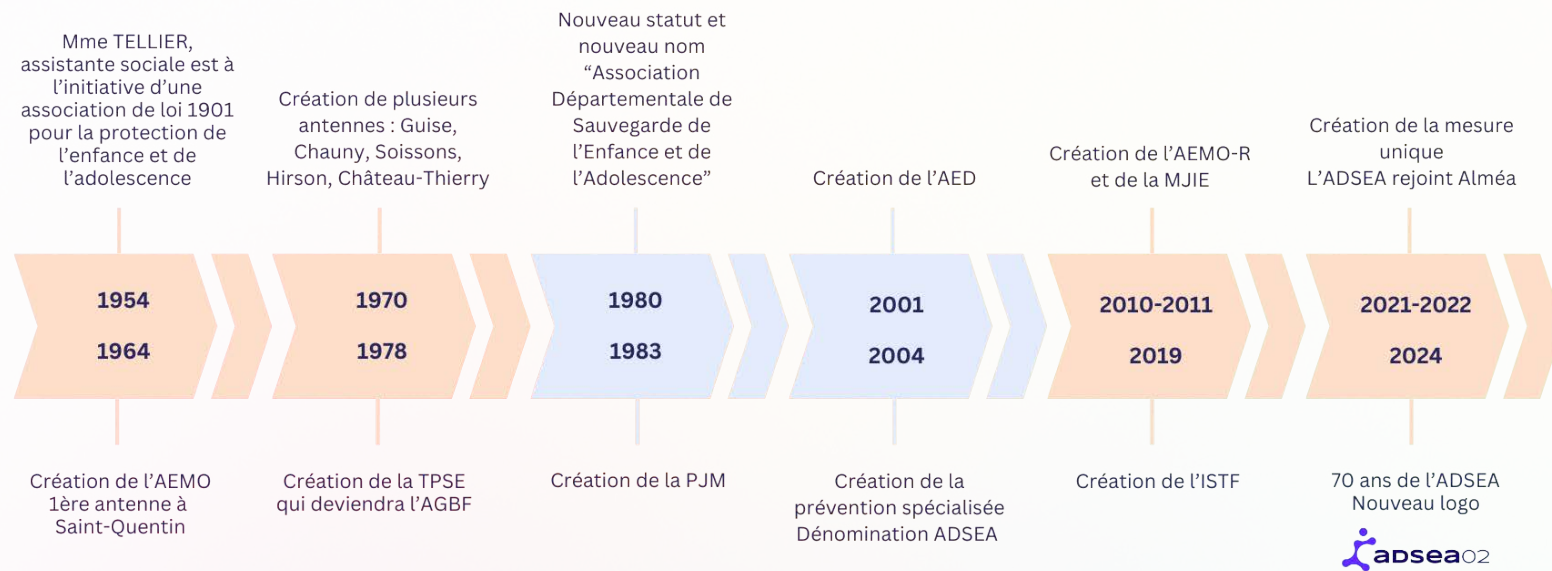 Mme TELLIER,
assistante sociale est à
l’initiative d’une
association de loi 1901
pour la protection de
l’enfance et de
l’adolescence
1954
1964
Création de l’AEMO
1ère antenne à
Saint-Quentin
Création de plusieurs
antennes : Guise,
Chauny, Soissons,
Hirson, Château-Thierry
1970
1978
Création de la TPSE
qui deviendra l’AGBF
Nouveau statut et
nouveau nom
“Association
Départementale de
Sauvegarde de
l’Enfance et de
l’Adolescence”
1980
1983
Création de la PJM
Création de l’AED
2001
2004
Création de la
prévention spécialisée
Dénomination ADSEA
Création de l’AEMO-R
et de la MJIE
2010-2011
2019
Création de l’ISTF
Création de la mesure
unique
L’ADSEA rejoint Alméa
2021-2022
2024
70 ans de l’ADSEA
Nouveau logo
aDsea02